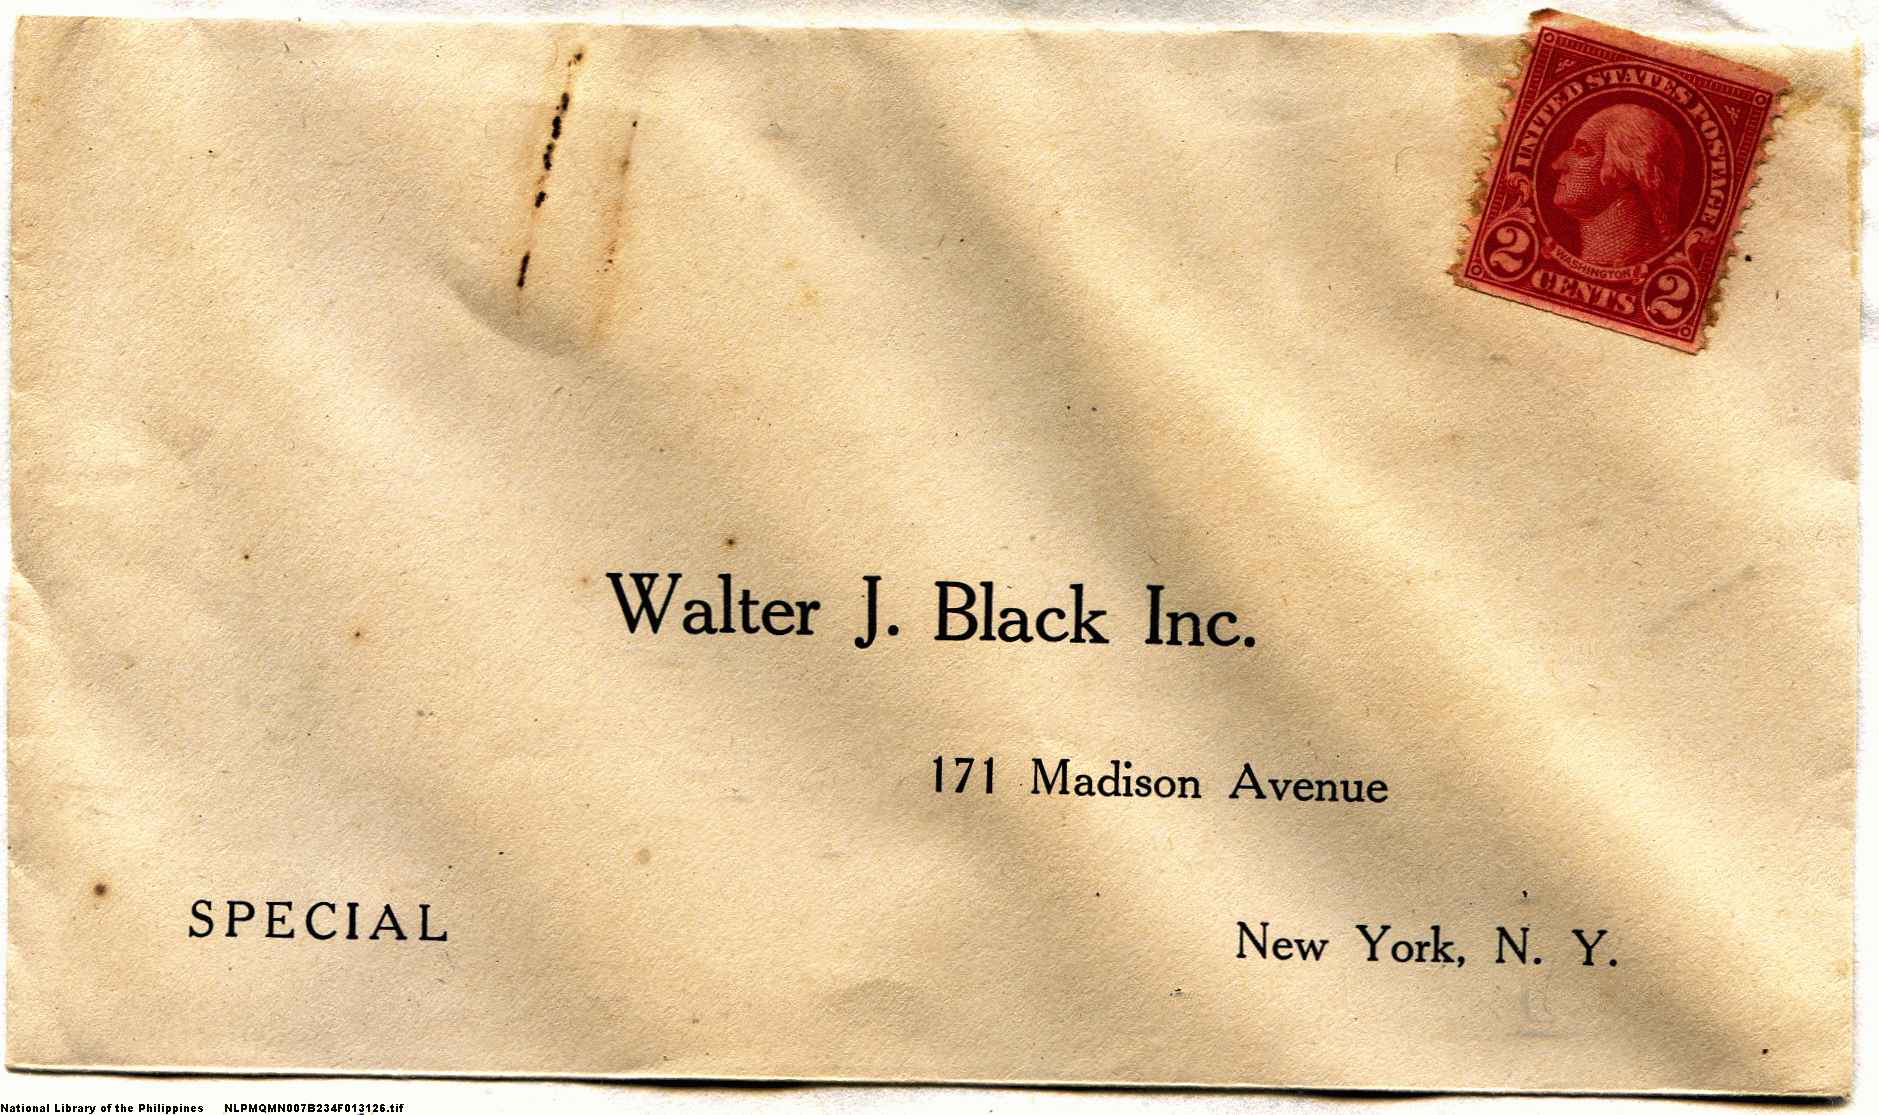 UNITED STATES POSTAGE
WASHINGTON
2 CENTS 2
Walter J. Black Inc.
171 Madison Avenue
SPECIAL
New York, N. Y.
National Library of the Philippines NLPMQMN007B234F013126.tif